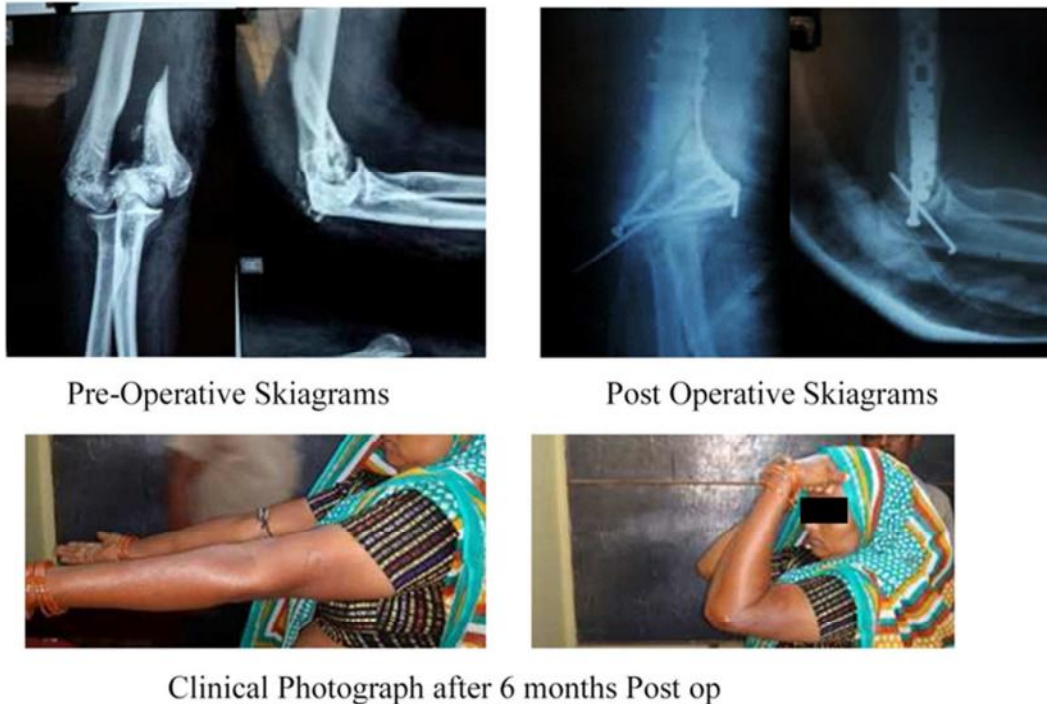 Pre-Operative Skiagrams
Post Operative Skiagrams
Clinical Photograph after 6 months Post op